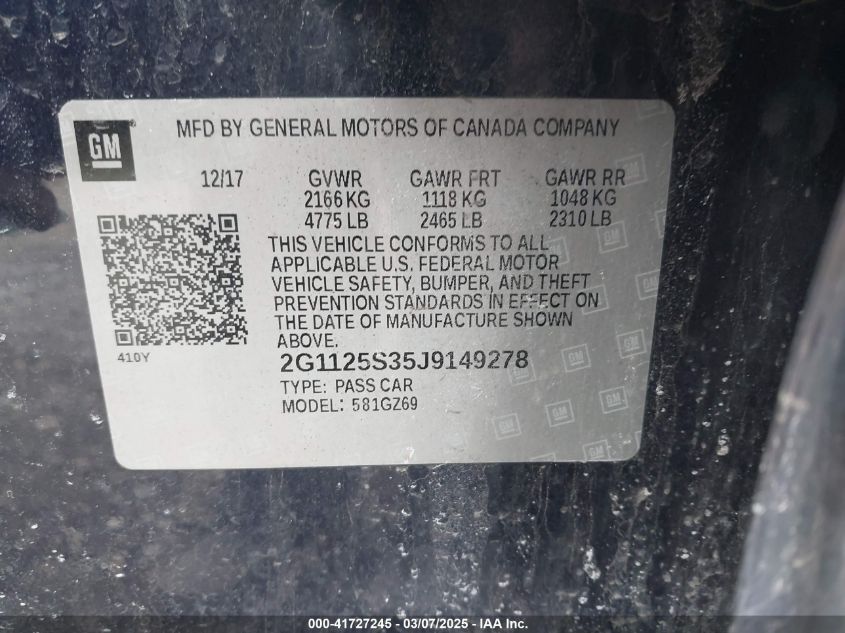 GM
MFD BY GENERAL MOTORS OF CANADA COMPANY
12/17 GVWR GAWR FRT GAWR RR
2166 KG 1118 KG 1048 KG
4775 LB 2465 LB 2310 LB
THIS VEHICLE CONFORMS TO ALL
APPLICABLE U.S. FEDERAL MOTOR
VEHICLE SAFETY, BUMPER, AND THEFT
PREVENTION STANDARDS IN EFFECT ON
THE DATE OF MANUFACTURE SHOWN
ABOVE.
410Y
2G1125S35J9149278
TYPE: PASS CAR
MODEL: 581GZ69
000-41727245 - 03/07/2025 - IAA Inc.